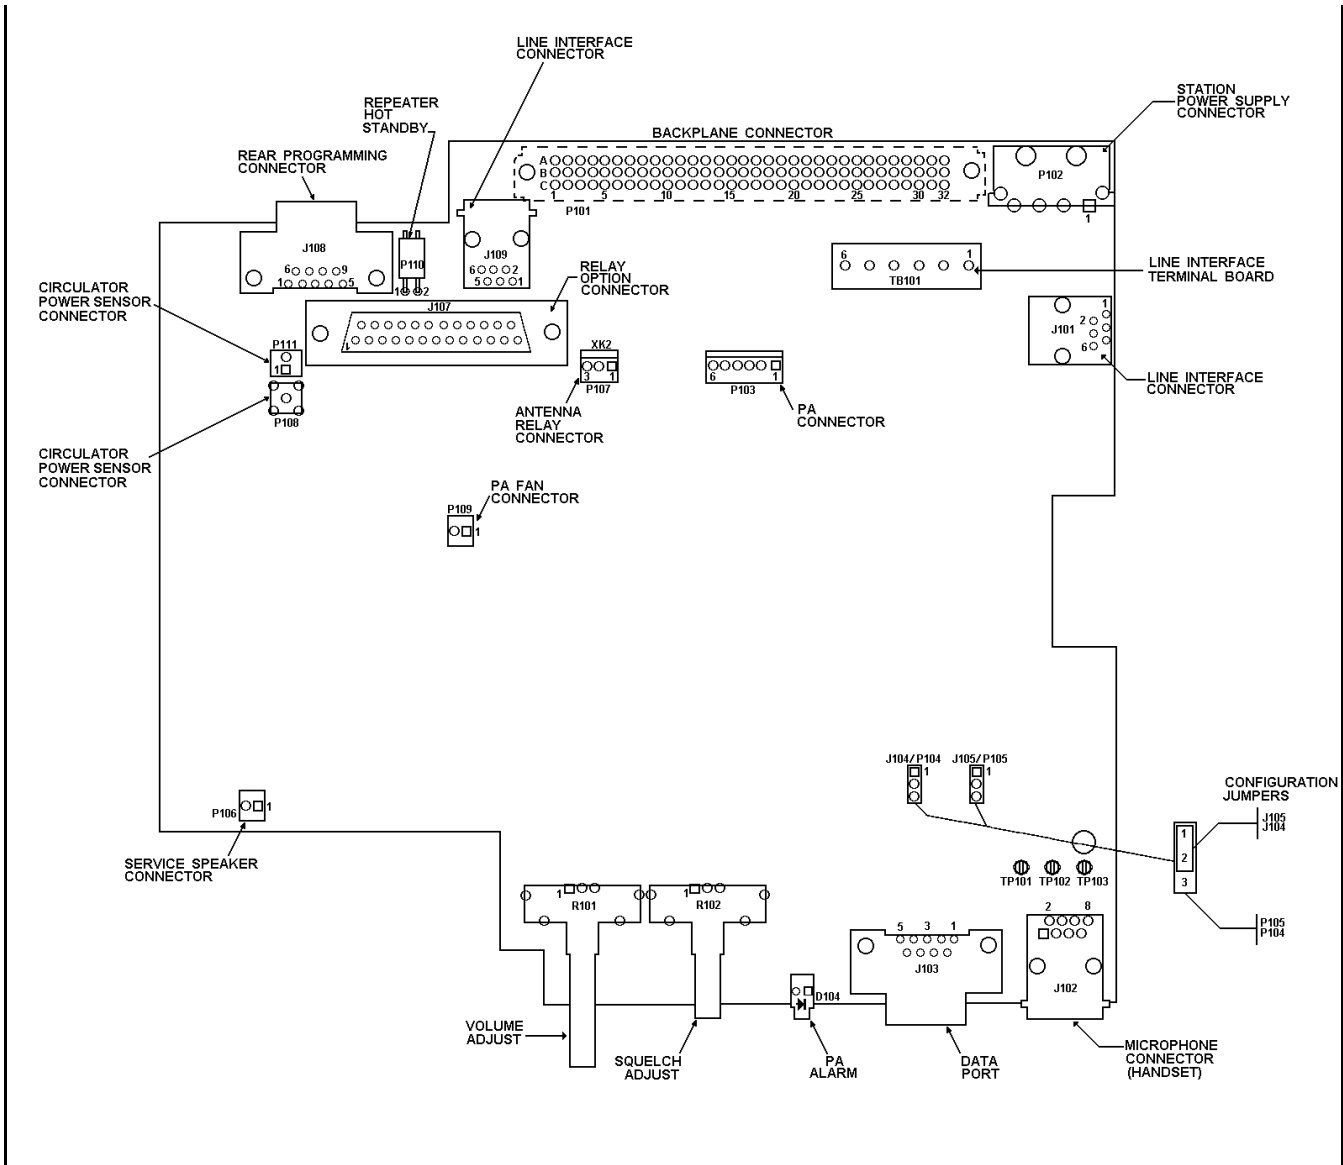 LINE INTERFACE
CONNECTOR
STATION
POWER SUPPLY
CONNECTOR
REPEATER
HOT
STANDBY
BACKPLANE CONNECTOR
REAR PROGRAMMING
CONNECTOR
A
B
C
1 5 10 15 20 25 30 32
P101
P102
1
J108
6 9
1 5
P110
1 2
J109
6 2
5 1
6 1
TB101
LINE INTERFACE
TERMINAL BOARD
RELAY
OPTION
CONNECTOR
CIRCULATOR
POWER SENSOR
CONNECTOR
J107
1
J101
1
2
6
P111
1
XK2
3 1
P107
6 1
P103
LINE INTERFACE
CONNECTOR
P108
ANTENNA
RELAY
CONNECTOR
PA
CONNECTOR
CIRCULATOR
POWER SENSOR
CONNECTOR
PA FAN
CONNECTOR
P109
1
J104/P104 J105/P105
1 1
CONFIGURATION
JUMPERS
P106
1
J105
J104
1
2
3
SERVICE SPEAKER
CONNECTOR
TP101 TP102 TP103
1
R101
1
R102
2 8
P105
P104
5 3 1
J103
J102
D104
VOLUME
ADJUST
SQUELCH
ADJUST
PA
ALARM
DATA
PORT
MICROPHONE
CONNECTOR
(HANDSET)